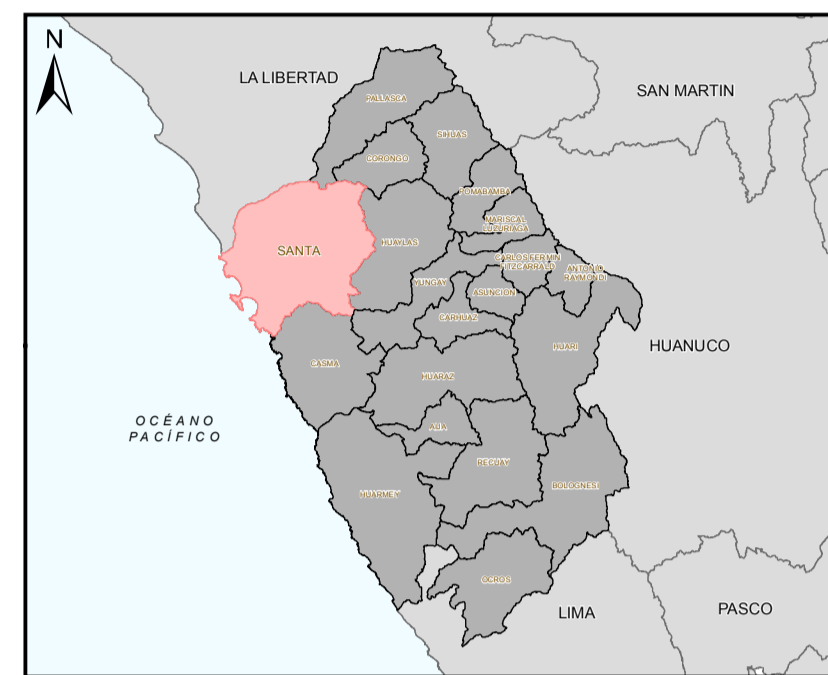 N
LA LIBERTAD
SAN MARTIN
PALLASCA
SIHUAS
CORONGO
POMABAMBA
MARISCAL
LUZURIAGA
SANTA
HUAYLAS
CARLOS FERMIN
FITZCARRALD
ANTONIO
RAYMONDI
YUNGAY
ASUNCION
CARHUAZ
HUARI
HUANUCO
CASMA
HUARAZ
OCÉANO
PACÍFICO
AIJA
RECUAY
BOLOGNESI
HUARMEY
OCROS
LIMA
PASCO